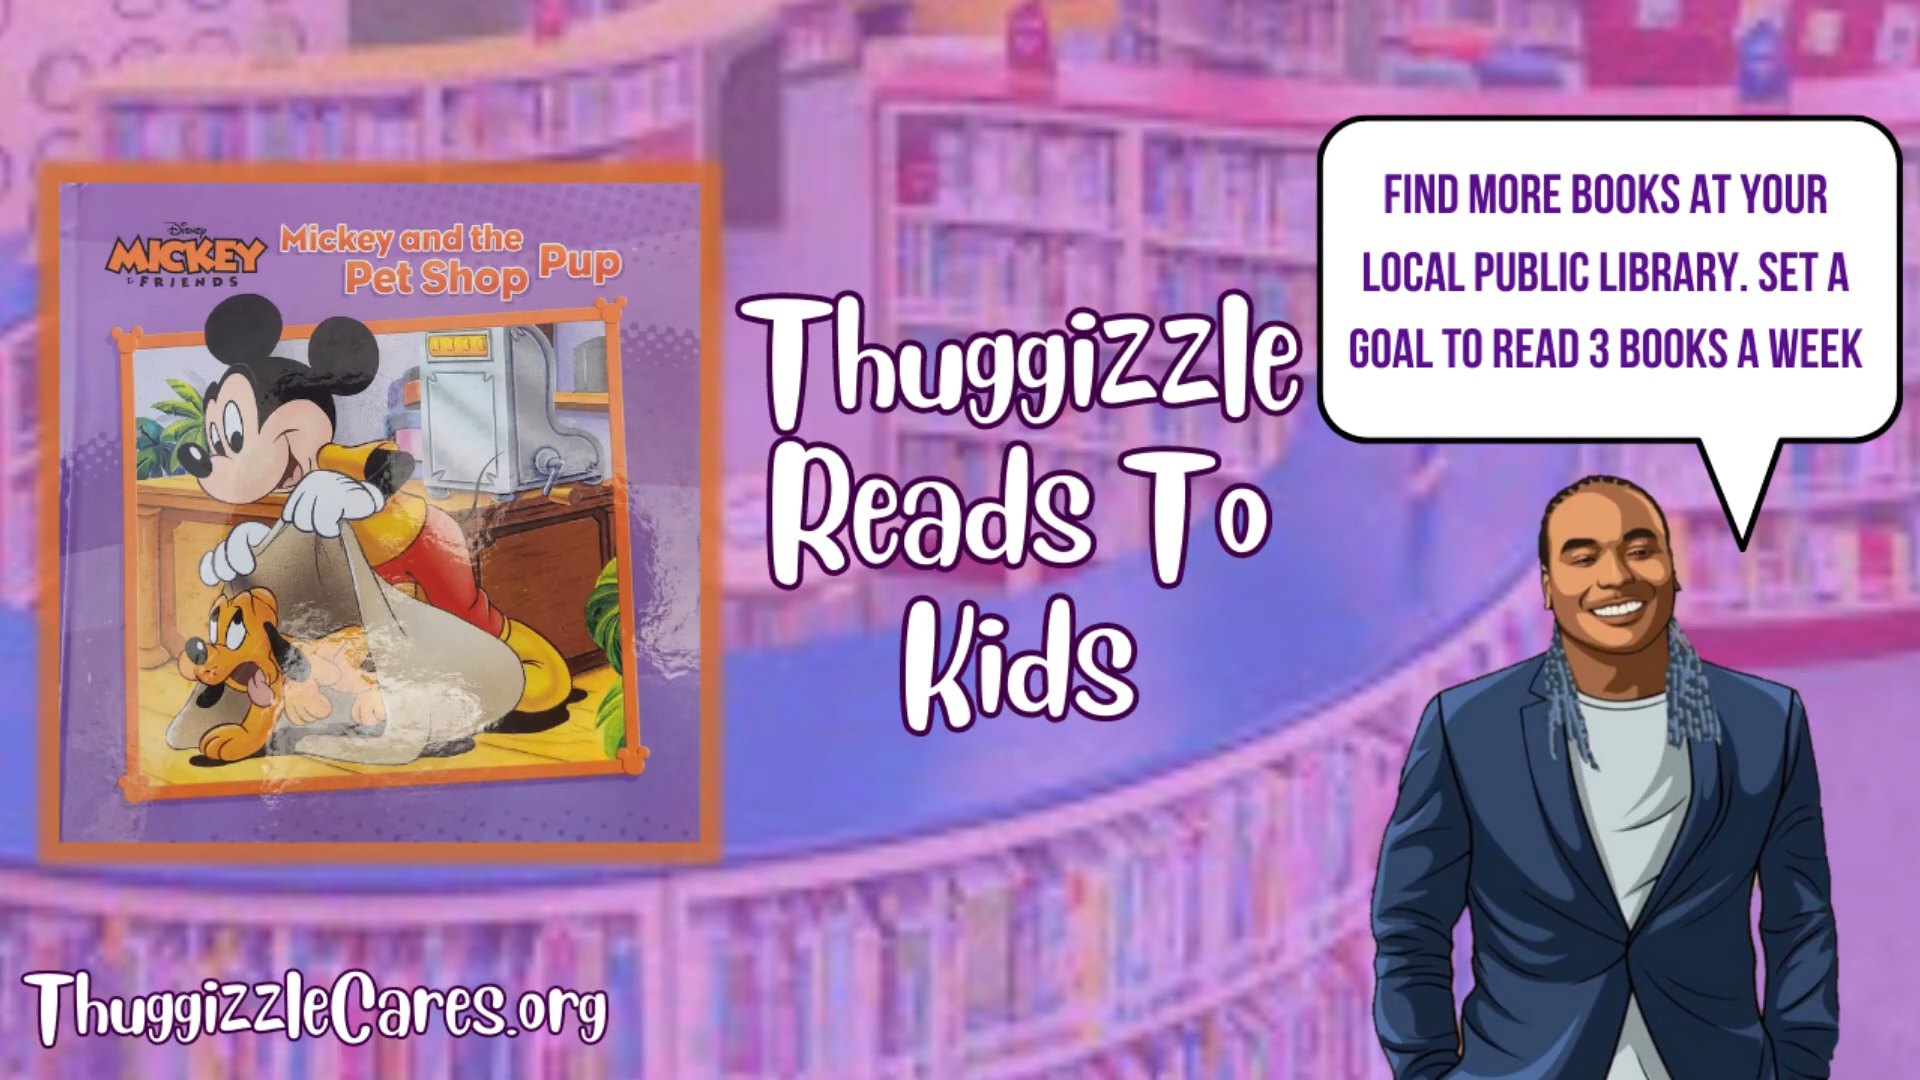 Disney
MICKEY
& FRIENDS
Mickey and the
Pet Shop Pup
Thuggizzle
Reads To
Kids
FIND MORE BOOKS AT YOUR
LOCAL PUBLIC LIBRARY. SET A
GOAL TO READ 3 BOOKS A WEEK
ThuggizzleCares.org